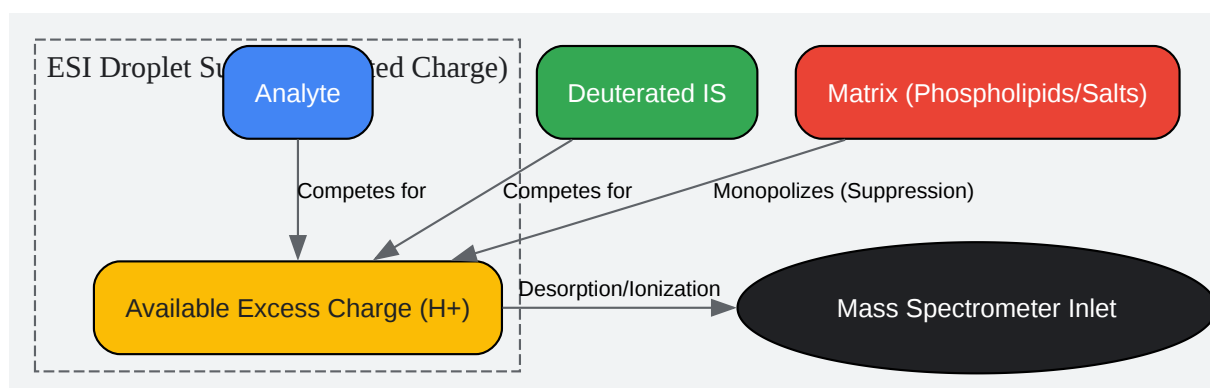 ESI Droplet Su ted Charge)
Analyte
Deuterated IS
Matrix (Phospholipids/Salts)
Competes for
Competes for
Monopolizes (Suppression)
Available Excess Charge (H+)
Desorption/Ionization
Mass Spectrometer Inlet